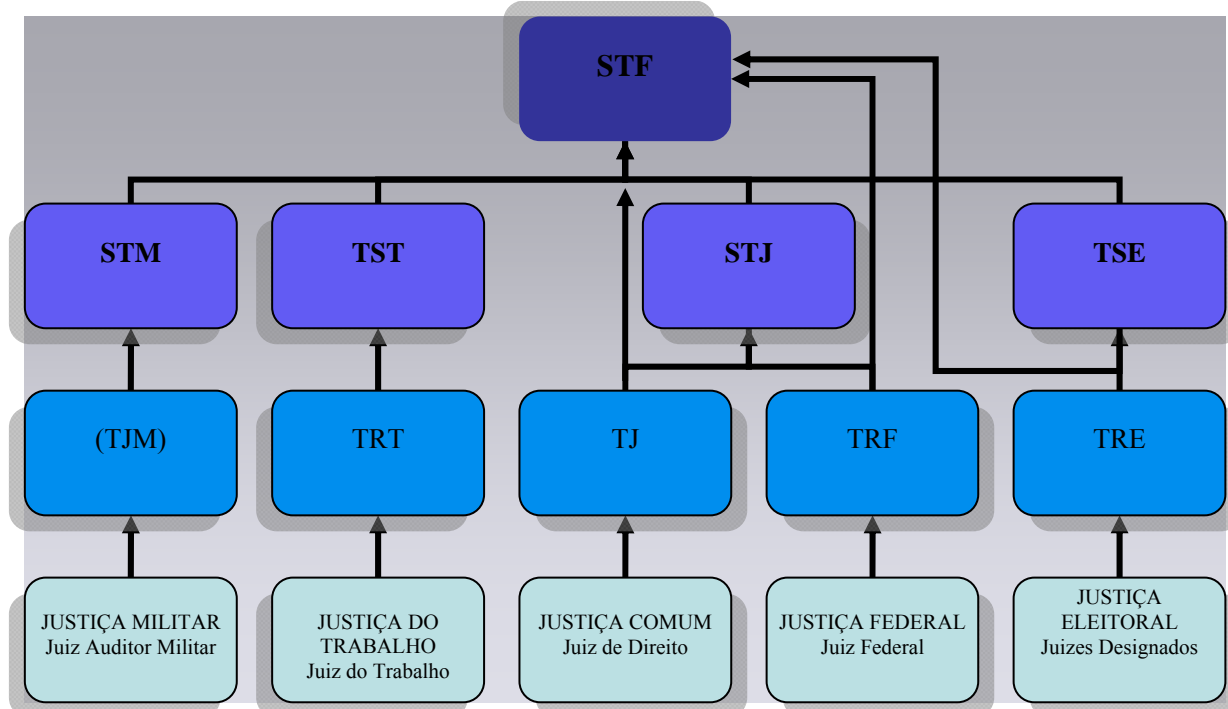 STF
STM
TST
STJ
TSE
(TJM)
TRT
TJ
TRF
TRE
JUSTIÇA MILITAR
Juiz Auditor Militar
JUSTIÇA DO
TRABALHO
Juiz do Trabalho
JUSTIÇA COMUM
Juiz de Direito
JUSTIÇA FEDERAL
Juiz Federal
JUSTIÇA
ELEITORAL
Juizes Designados